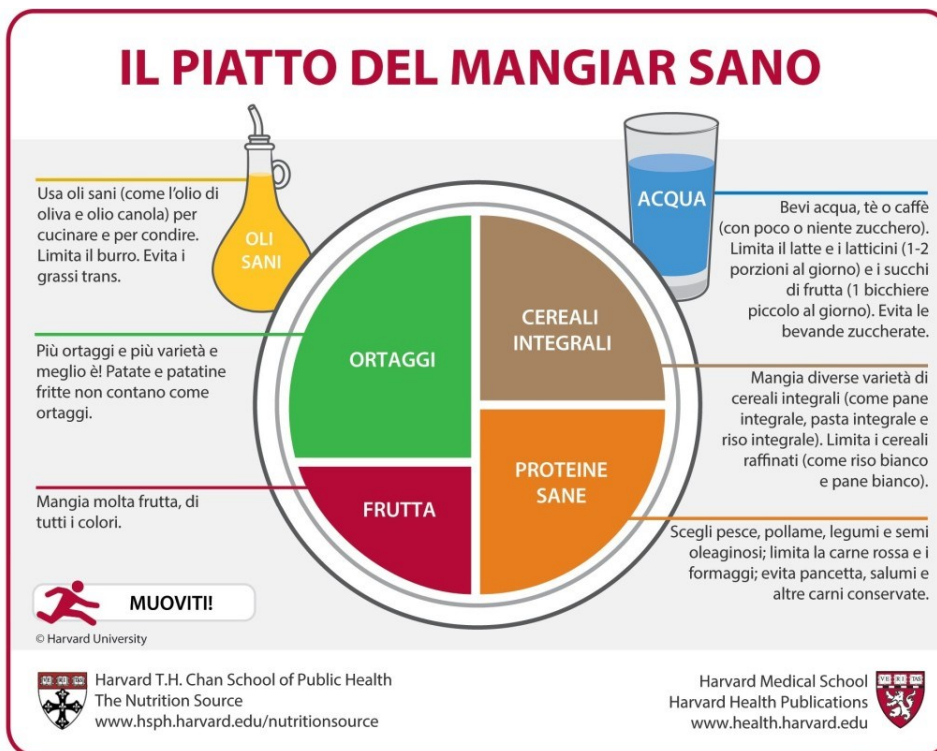 IL PIATTO DEL MANGIAR SANO
Usa oli sani (come l'olio di
oliva e olio canola) per
cucinare e per condire.
Limita il burro. Evita i
grassi trans.
OLI
SANI
ACQUA
Bevi acqua, tè o caffè
(con poco o niente zucchero).
Limita il latte e i latticini (1-2
porzioni al giorno) e i succhi
di frutta (1 bicchiere
piccolo al giorno). Evita le
bevande zuccherate.
Più ortaggi e più varietà e
meglio è! Patate e patatine
fritte non contano come
ortaggi.
ORTAGGI
CEREALI
INTEGRALI
Mangia diverse varietà di
cereali integrali (come pane
integrale, pasta integrale e
riso integrale). Limita i cereali
raffinati (come riso bianco
e pane bianco).
Mangia molta frutta, di
tutti i colori.
FRUTTA
PROTEINE
SANE
Scegli pesce, pollame, legumi e semi
oleaginosi; limita la carne rossa e i
formaggi; evita pancetta, salumi e
altre carni conservate.
MUOVITI!
© Harvard University
Harvard T.H. Chan School of Public Health
The Nutrition Source
www.hsph.harvard.edu/nutritionsource
Harvard Medical School
Harvard Health Publications
www.health.harvard.edu
VE RI TAS